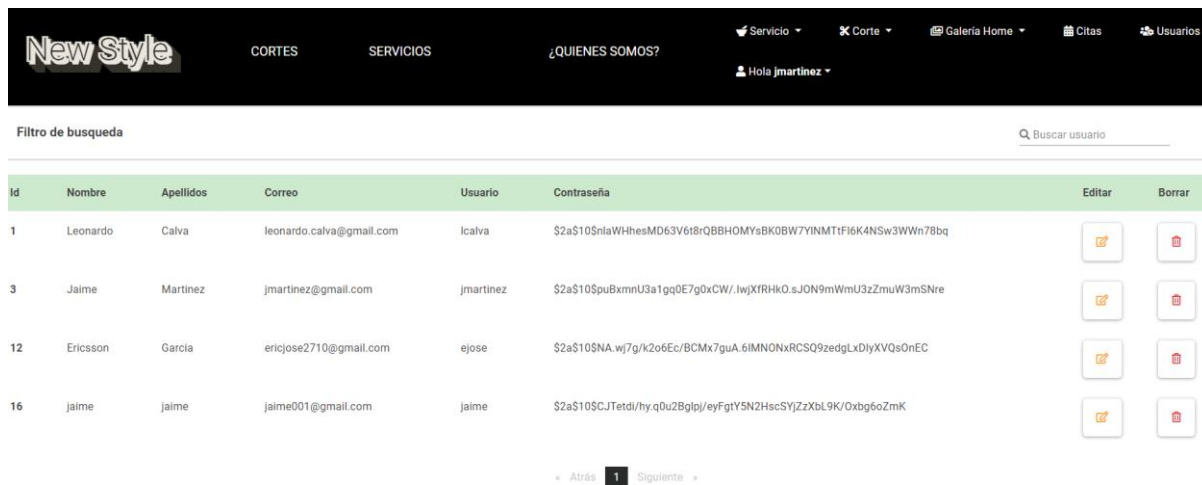 New Style CORTES SERVICIOS ¿QUIENES SOMOS? Servicio Corte Galería Home Citas Usuarios
Hola jmartinez
Filtro de busqueda Buscar usuario
Id Nombre Apellidos Correo Usuario Contraseña Editar Borrar
1 Leonardo Calva leonardo.calva@gmail.com lcalva $2a$10$nlaWHhesMD63V6t8rQBBHOMYsBK0BW7YINMTtFI6K4NSw3WWn78bq
3 Jaime Martinez jmartinez@gmail.com jmartinez $2a$10$puBxmnU3a1gq0E7g0xCW/.IwjXfRHkO.sJON9mWmU3zZmuW3mSNre
12 Ericsson Garcia ericjose2710@gmail.com ejose $2a$10$NA.wj7g/k2o6Ec/BCMx7guA.6IMNONxRCSQ9zedgLxDIyXVQsOnEC
16 jaime jaime jaime001@gmail.com jaime $2a$10$CJTetdi/hy.q0u2BgIpj/eyFgtY5N2HscSYjZzXbL9K/Oxbg6oZmK
« Atrás 1 Siguiente »